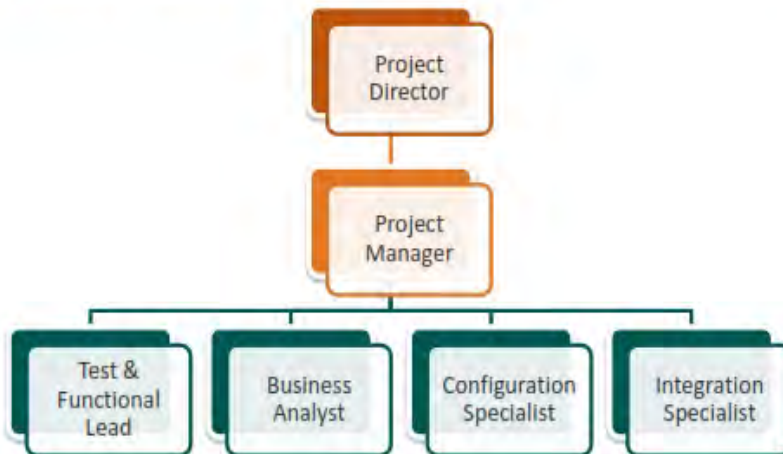 Project
Director
Project
Manager
Test &
Functional
Lead
Business
Analyst
Configuration
Specialist
Integration
Specialist